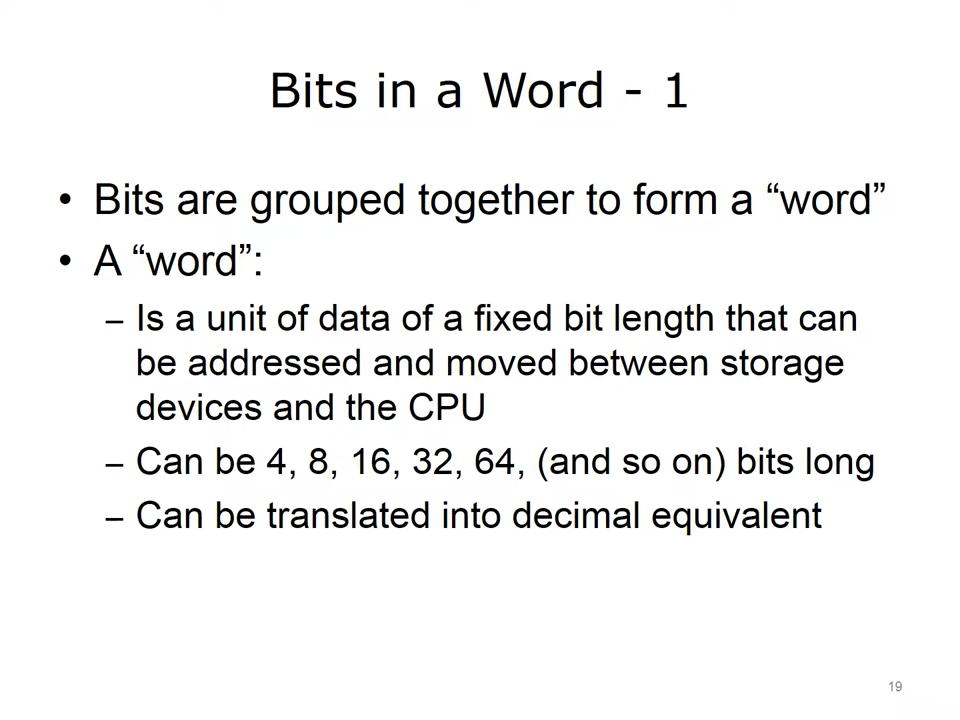 Bits in a Word - 1
• Bits are grouped together to form a “word”
• A “word”:
– Is a unit of data of a fixed bit length that can
be addressed and moved between storage
devices and the CPU
– Can be 4, 8, 16, 32, 64, (and so on) bits long
– Can be translated into decimal equivalent
19